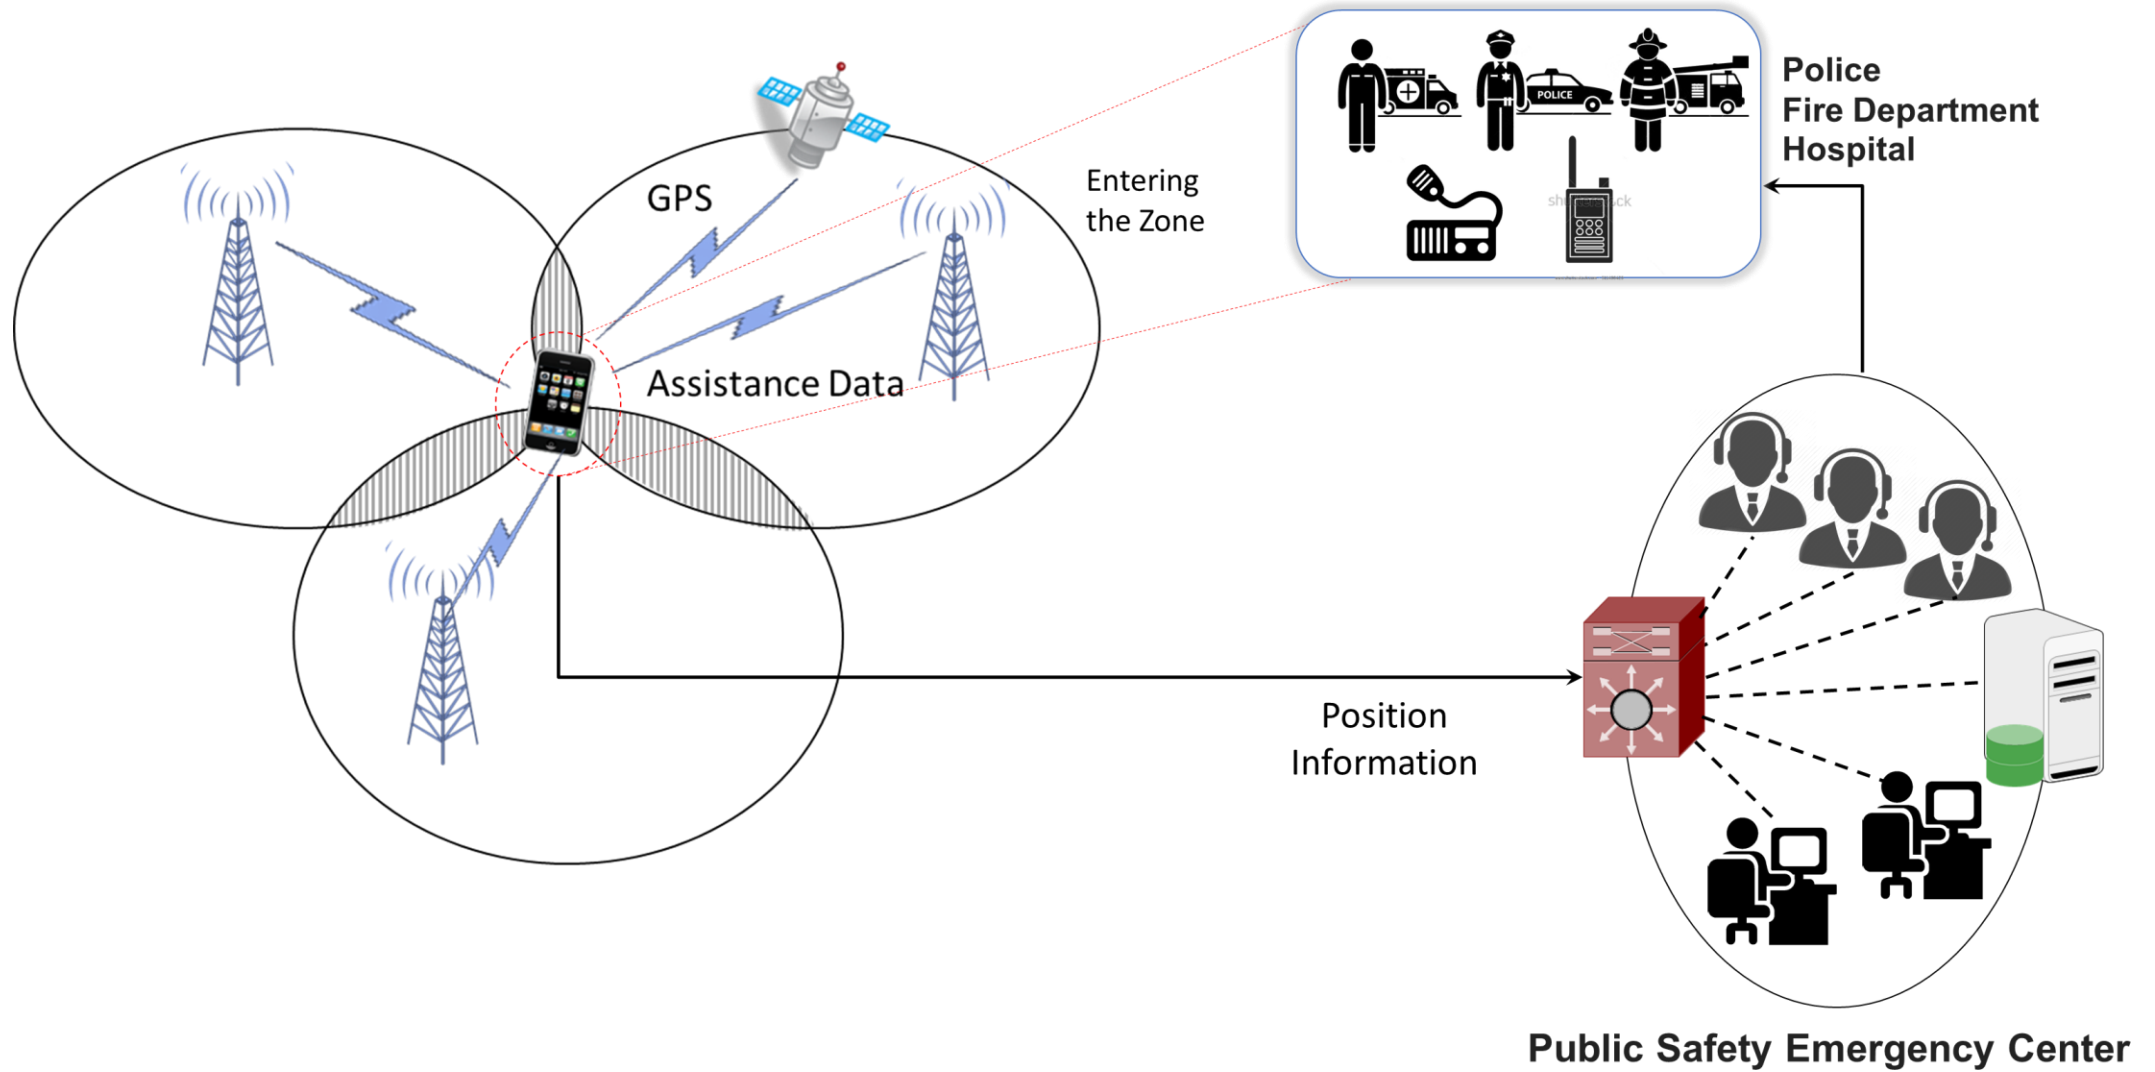 GPS
Entering
the Zone
POLICE
Police
Fire Department
Hospital
Assistance Data
Position
Information
Public Safety Emergency Center